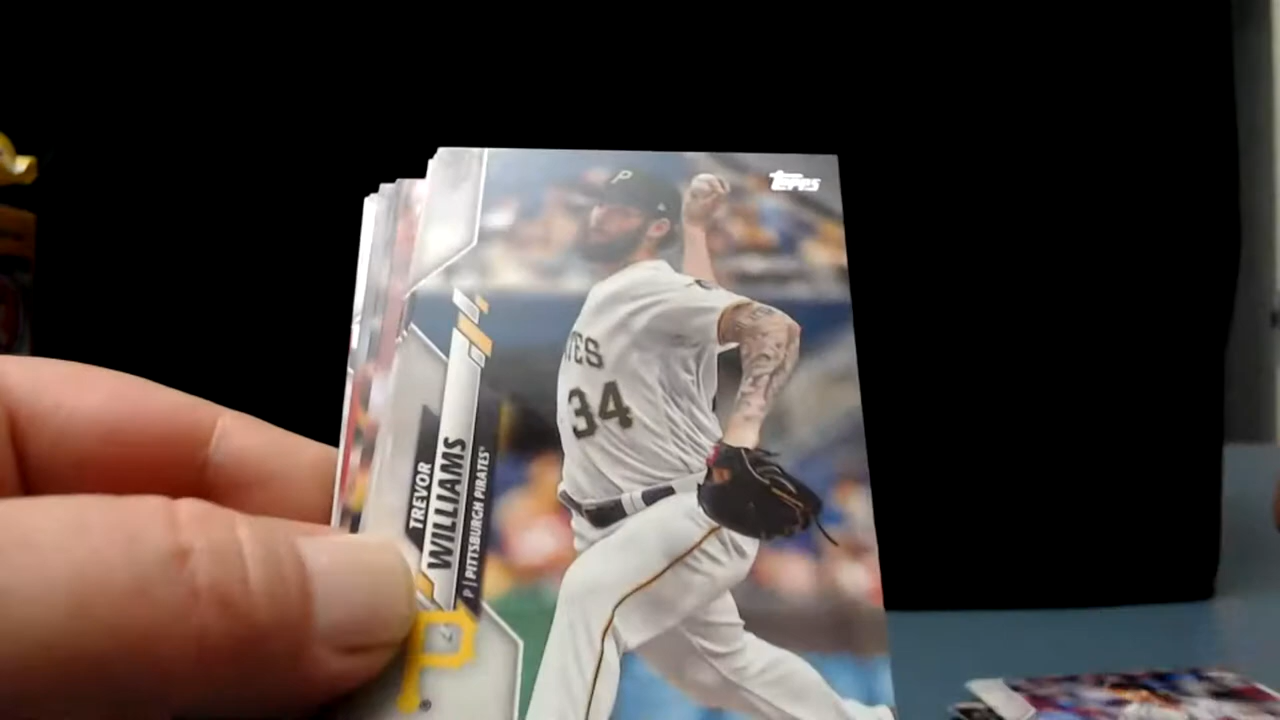 Topps
P
TES
34
TREVOR
WILLIAMS
P | PITTSBURGH PIRATES®
P®